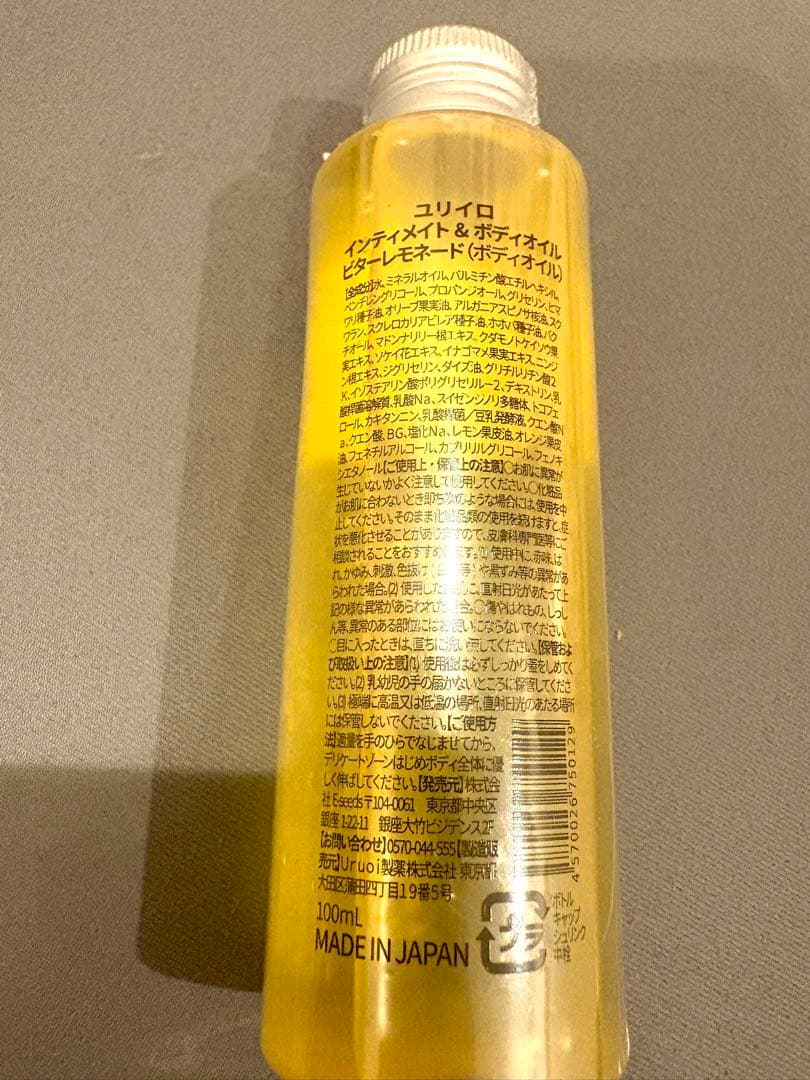 ユリイロ
インティメイト & ボディオイル
ビターレモネード(ボディオイル)
【全成分】水、ミネラルオイル、パルミチン酸エチルヘキシル、
ペンチレングリコール、プロパンジオール、グリセリン、ヒマ
ワリ種子油、オリーブ果実油、アルガニアスピノサ核油、スク
ワラン、スクレロカリアビレア種子油、ホホバ種子油、バク
チオール、マドンナリリー根エキス、クダモノトケイソウ果
実エキス、ソケイ花エキス、イナゴマメ果実エキス、ニンジ
ン根エキス、ジグリセリン、ダイズ油、グリチルリチン酸2
K、イソステアリン酸ポリグリセリル-2、デキストリン、乳
酸桿菌溶解質、乳酸Na、スイゼンジノリ多糖体、トコフェ
ロール、カキタンニン、乳酸桿菌/豆乳発酵液、クエン酸N
a、クエン酸、BG、塩化Na、レモン果皮油、オレンジ果皮
油、フェネチルアルコール、カプリリルグリコール、フェノキ
シエタノール【ご使用上・保管上の注意】○お肌に異常が
生じていないかよく注意して使用してください。○化粧品
がお肌に合わないとき即ち次のような場合には、使用を中
止してください。そのまま化粧品類の使用を続けますと、症
状を悪化させることがありますので、皮膚科専門医等にご
相談されることをおすすめします。(1) 使用中に、赤味、は
れ、かゆみ、刺激、色抜け(白斑等)や黒ずみ等の異常があ
らわれた場合。(2) 使用したお肌に、直射日光があたって上
記の様な異常があらわれた場合。○傷やはれもの、しっし
ん等、異常のある部位にはお使いにならないでください。
○目に入ったときは、直ちに洗い流してください。【保管およ
び取扱い上の注意】(1) 使用後は必ずしっかり蓋をしめてく
ださい。(2) 乳幼児の手の届かないところに保管してくださ
い。(3) 極端に高温又は低温の場所、直射日光のあたる場所
には保管しないでください。【ご使用方
法】適量を手のひらでなじませてから、
デリケートゾーンはじめボディ全体に優
しく伸ばしてください。【発売元】株式会
社 E-seeds 〒104-0061 東京都中央区
銀座 1-22-11 銀座大竹ビジデンス 2F
【お問い合わせ】0570-044-555【製造販
売元】Uruoi製薬株式会社 東京都
大田区蒲田四丁目19番5号
100mL
MADE IN JAPAN
4 570026 750129
プラ
ボトル
キャップ
シュリンク
中栓